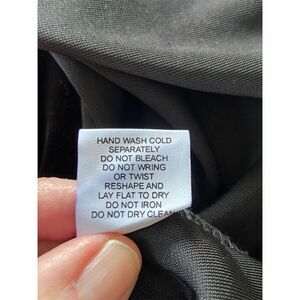 HAND WASH COLD
SEPARATELY
DO NOT BLEACH
DO NOT WRING
OR TWIST
RESHAPE AND
LAY FLAT TO DRY
DO NOT IRON
DO NOT DRY CLEAN